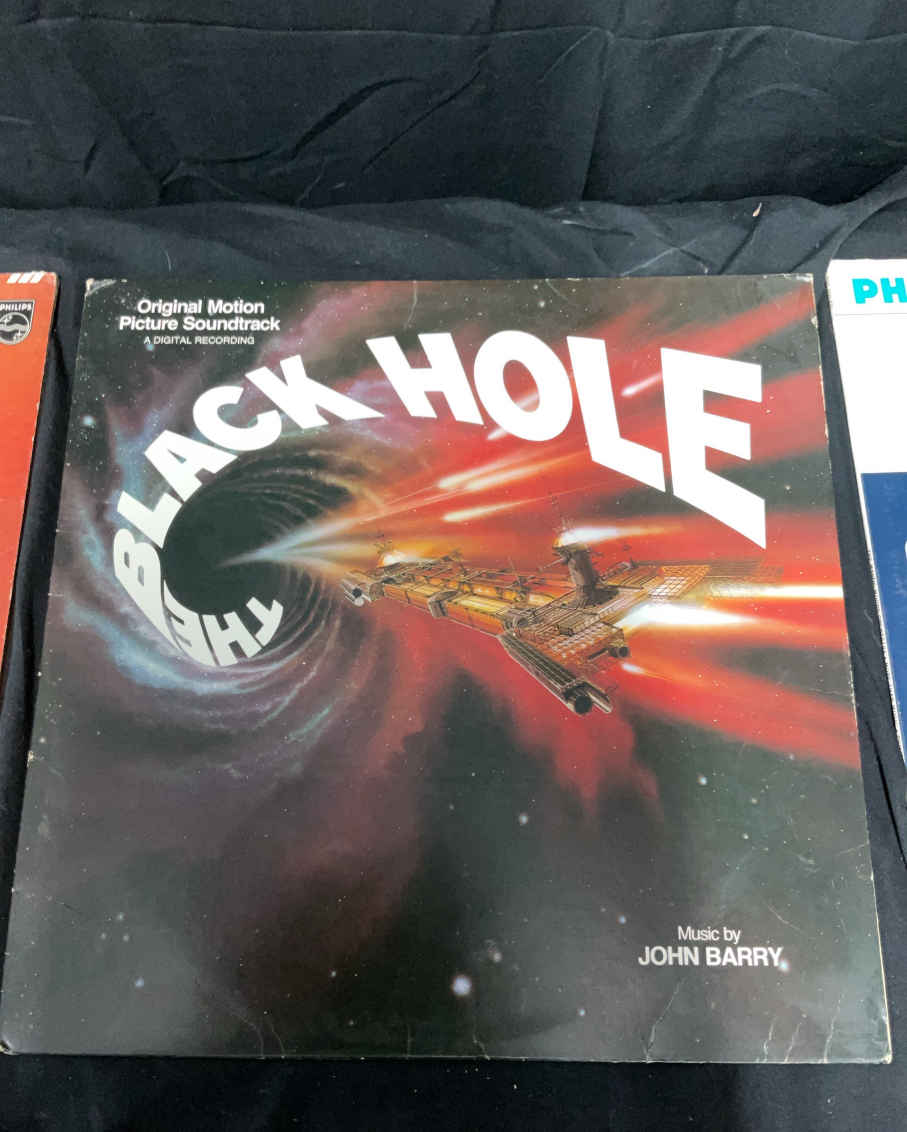 Original Motion
Picture Soundtrack
A DIGITAL RECORDING
THE BLACK HOLE
Music by
JOHN BARRY
PHILIPS
PH